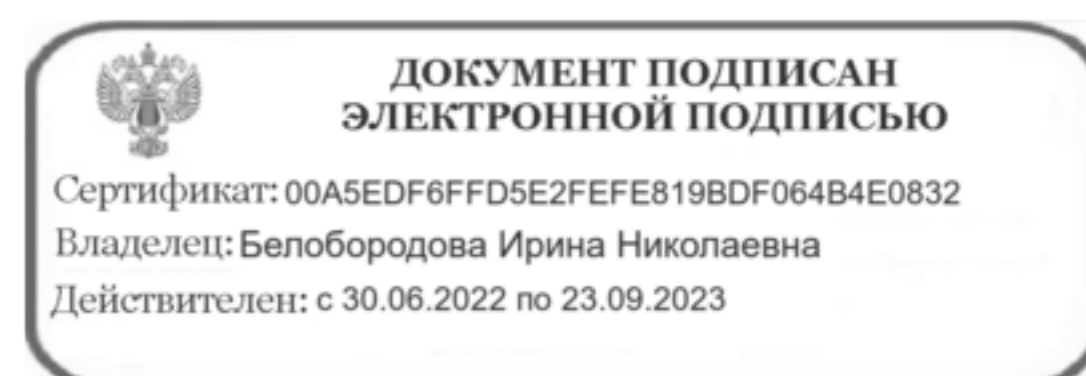 ДОКУМЕНТ ПОДПИСАН
ЭЛЕКТРОННОЙ ПОДПИСЬЮ
Сертификат: 00A5EDF6FFD5E2FEFE819BDF064B4E0832
Владелец: Белобородова Ирина Николаевна
Действителен: с 30.06.2022 по 23.09.2023